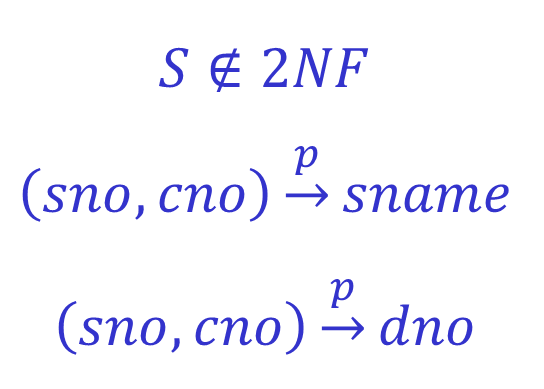 S ∉ 2NF
(sno, cno) →ᵖ sname
(sno, cno) →ᵖ dno